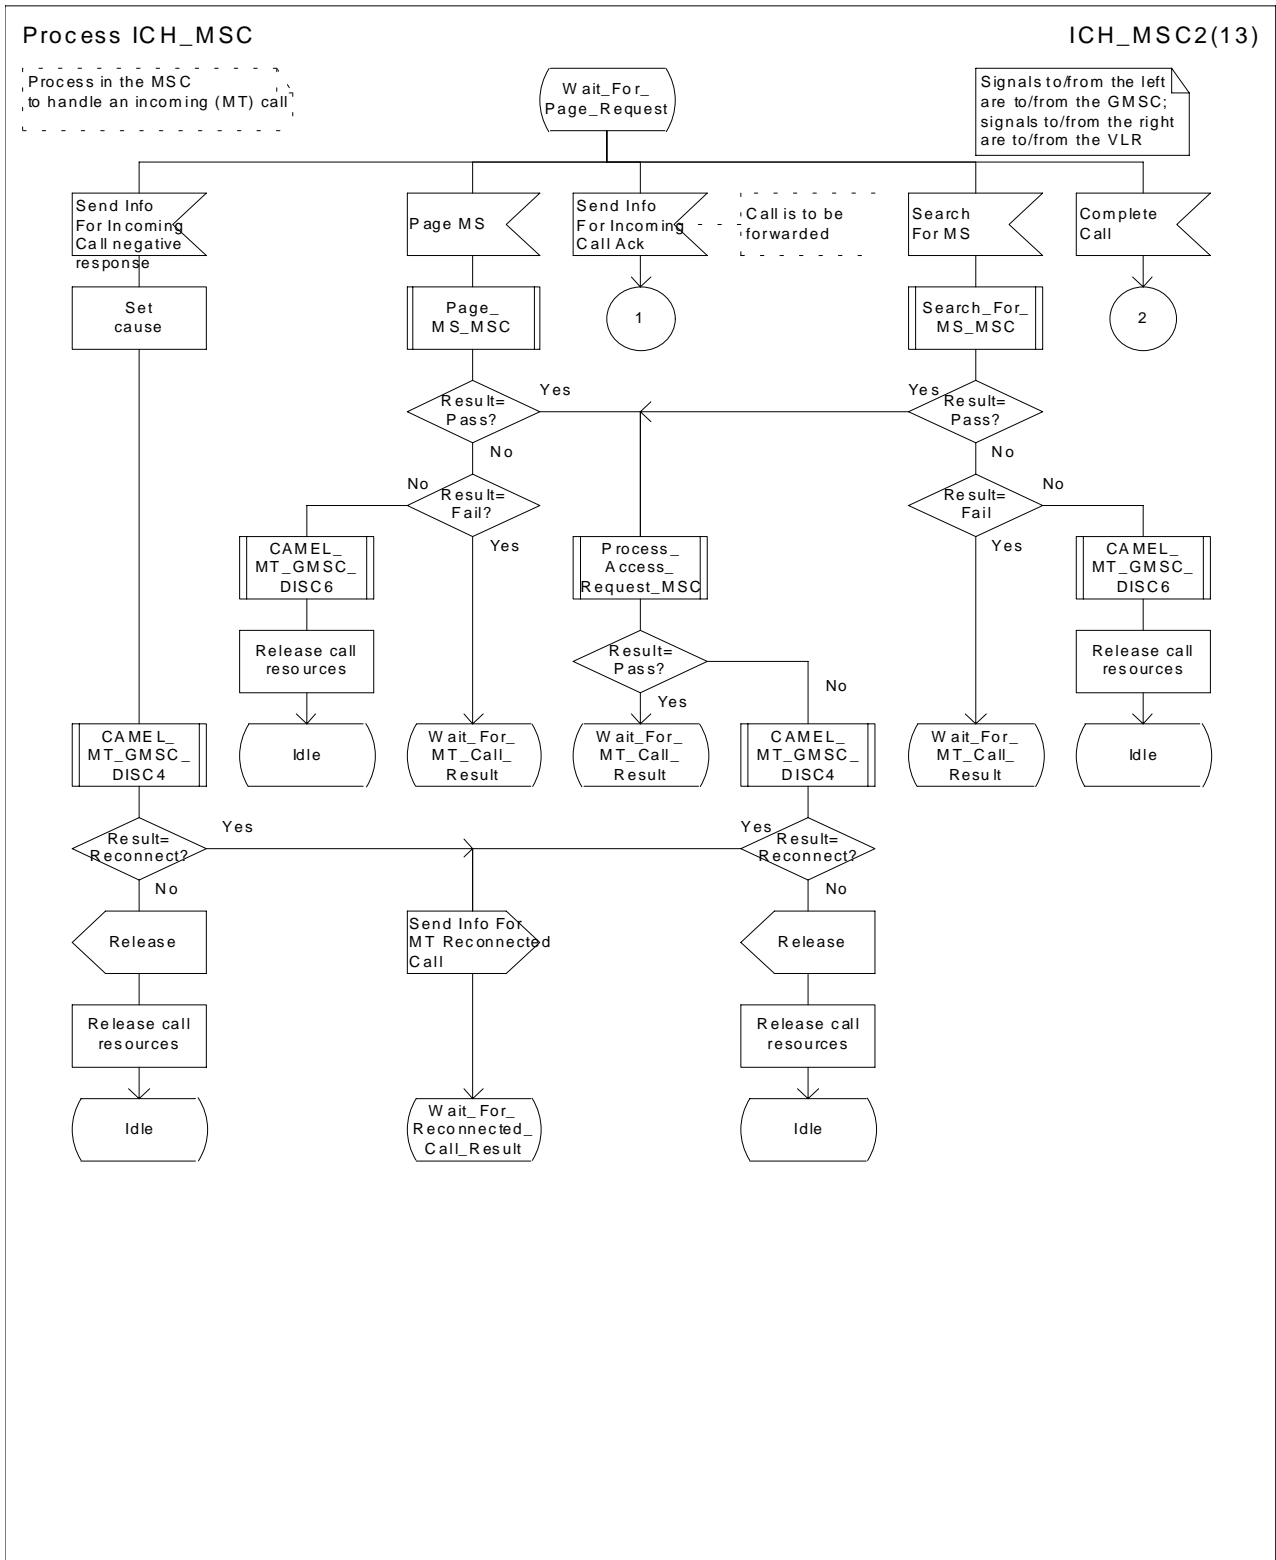 Process ICH_MSC
ICH_MSC2(13)
Process in the MSC
to handle an incoming (MT) call
Wait_For_
Page_Request
Signals to/from the left
are to/from the GMSC;
signals to/from the right
are to/from the VLR
Send Info
For Incoming
Call negative
response
Page MS
Send Info
For Incoming
Call Ack
Call is to be
forwarded
Search
For MS
Complete
Call
Set
cause
Page_
MS_MSC
1
Search_For_
MS_MSC
2
Result=
Pass?
Yes
No
Yes
Result=
Pass?
No
No
Result=
Fail?
Yes
Result=
Fail
No
Yes
CAMEL_
MT_GMSC_
DISC6
Process_
Access_
Request_MSC
CAMEL_
MT_GMSC_
DISC6
Release call
resources
Result=
Pass?
No
Yes
Release call
resources
CAMEL_
MT_GMSC_
DISC4
Idle
Wait_For_
MT_Call_
Result
Wait_For_
MT_Call_
Result
CAMEL_
MT_GMSC_
DISC4
Wait_For_
MT_Call_
Result
Idle
Result=
Reconnect?
Yes
No
Yes
Result=
Reconnect?
No
Release
Send Info For
MT Reconnected
Call
Release
Release call
resources
Release call
resources
Idle
Wait_For_
Reconnected_
Call_Result
Idle